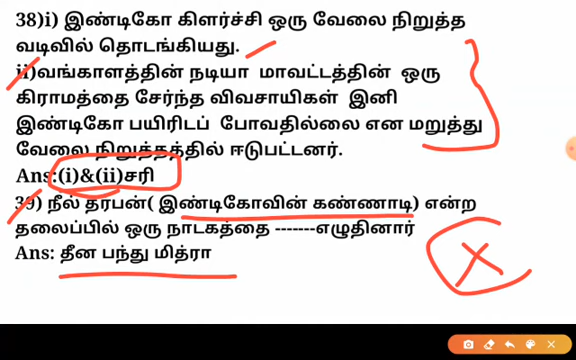 38)i) இண்டிகோ கிளர்ச்சி ஒரு வேலை நிறுத்த
வடிவில் தொடங்கியது.
ii)வங்காளத்தின் நடியா மாவட்டத்தின் ஒரு
கிராமத்தை சேர்ந்த விவசாயிகள் இனி
இண்டிகோ பயிரிடப் போவதில்லை என மறுத்து
வேலை நிறுத்தத்தில் ஈடுபட்டனர்.
Ans:(i)&(ii)சரி
39) நீல் தர்பன்( இண்டிகோவின் கண்ணாடி) என்ற
தலைப்பில் ஒரு நாடகத்தை -------எழுதினார்
Ans: தீன பந்து மித்ரா